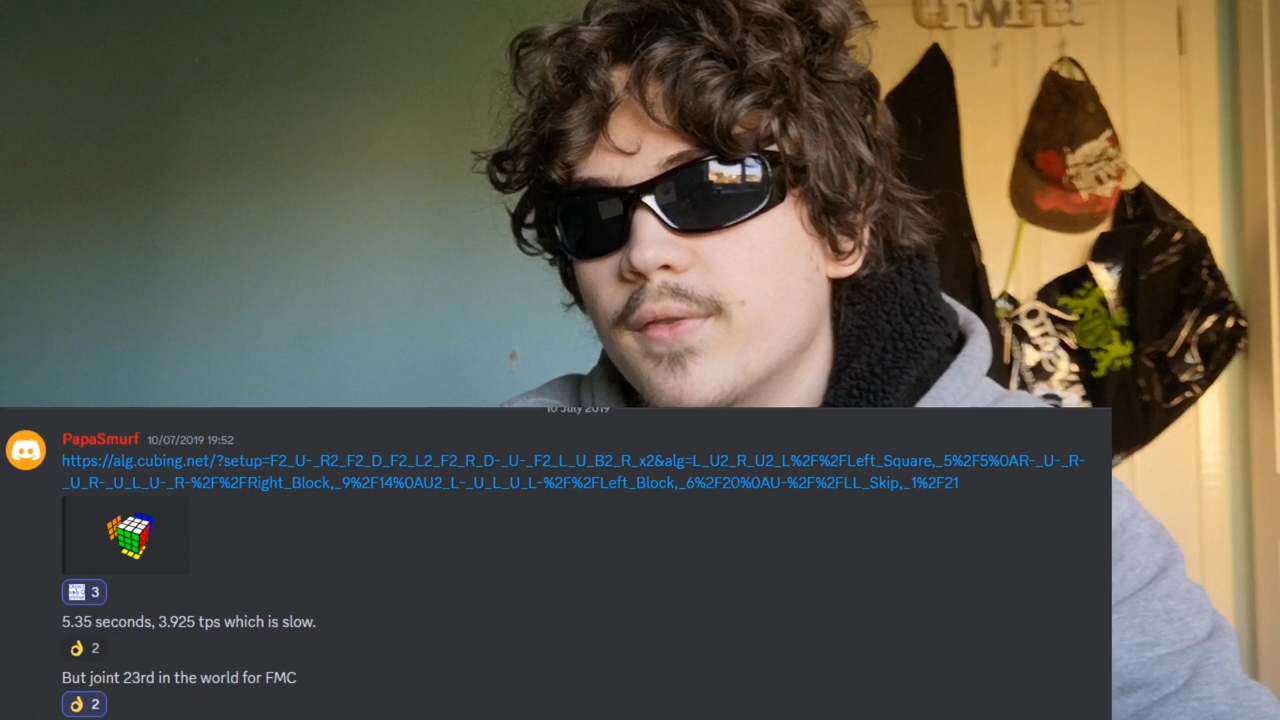 10 July 2019
PapaSmurf 10/07/2019 19:52
https://alg.cubing.net/?setup=F2_U-_R2_F2_D_F2_L2_F2_R_D-_U-_F2_L_U_B2_R_x2&alg=L_U2_R_U2_L%2F%2FLeft_Square,_5%2F5%0AR-_U-_R-
_U_R-_U_L_U-_R-%2F%2FRight_Block,_9%2F14%0AU2_L-_U_L_U_L-%2F%2FLeft_Block,_6%2F20%0AU-%2F%2FLL_Skip,_1%2F21
3
5.35 seconds, 3.925 tps which is slow.
2
But joint 23rd in the world for FMC
2